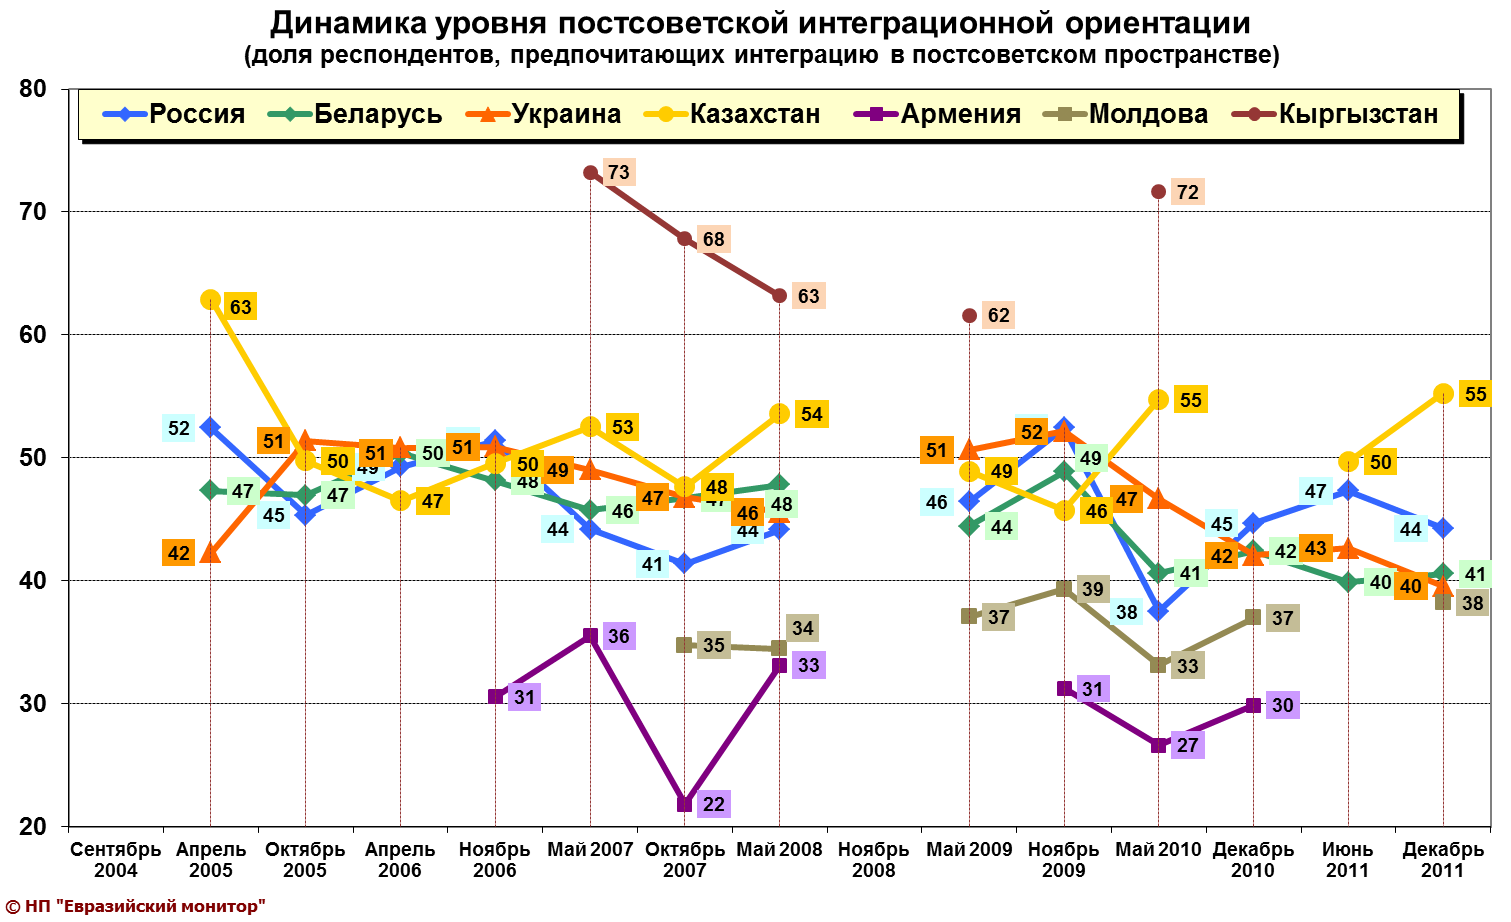 Динамика уровня постсоветской интеграционной ориентации
(доля респондентов, предпочитающих интеграцию в постсоветском пространстве)
Россия Беларусь Украина Казахстан Армения Молдова Кыргызстан
80
73
72
70
68
63
63
62
60
55
55
54
52 51 51 50 51 53 51 52 49 50
50
50 47 48 49 48 49 46 47 47 44
47 47 49 46 47 47 46 48 46 44 45 42 43
45 44 41 44 41 42 40 41
42 38 40 38
40
36 35 34 37 39 33 37
33
31 31 30
30
27
22
20
Сентябрь Апрель Октябрь Апрель Ноябрь Май 2007 Октябрь Май 2008 Ноябрь Май 2009 Ноябрь Май 2010 Декабрь Июнь Декабрь
2004 2005 2005 2006 2006 2007 2008 2009 2010 2011 2011
© НП "Евразийский монитор"